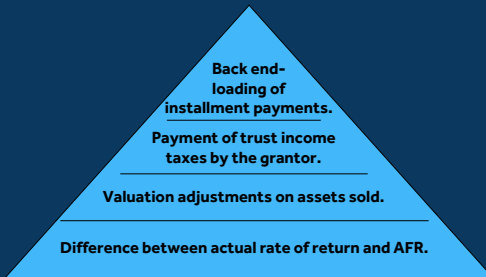 Back end-
loading of
installment payments.
Payment of trust income
taxes by the grantor.
Valuation adjustments on assets sold.
Difference between actual rate of return and AFR.